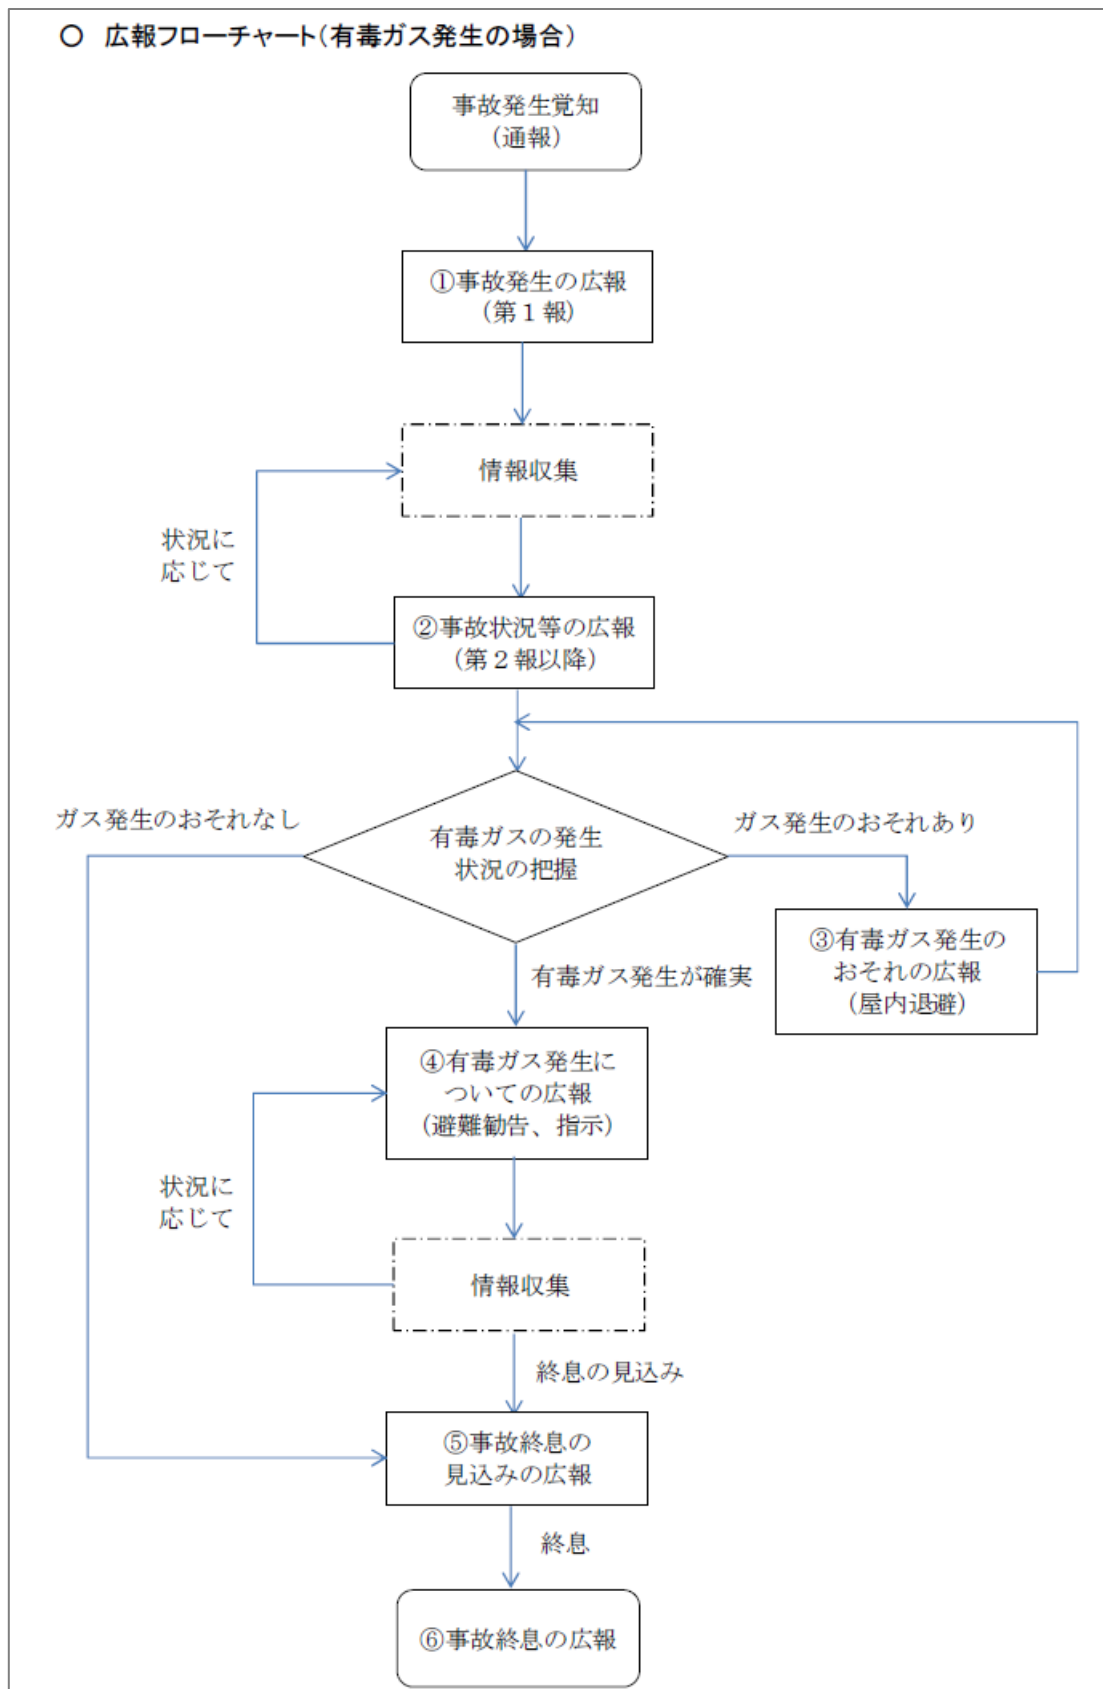 ○ 広報フローチャート(有毒ガス発生の場合)
事故発生覚知
(通報)
①事故発生の広報
(第1報)
情報収集
状況に
応じて
②事故状況等の広報
(第2報以降)
ガス発生のおそれなし
有毒ガスの発生
状況の把握
ガス発生のおそれあり
③有毒ガス発生の
おそれの広報
(屋内退避)
有毒ガス発生が確実
④有毒ガス発生に
ついての広報
(避難勧告、指示)
状況に
応じて
情報収集
終息の見込み
⑤事故終息の
見込みの広報
終息
⑥事故終息の広報